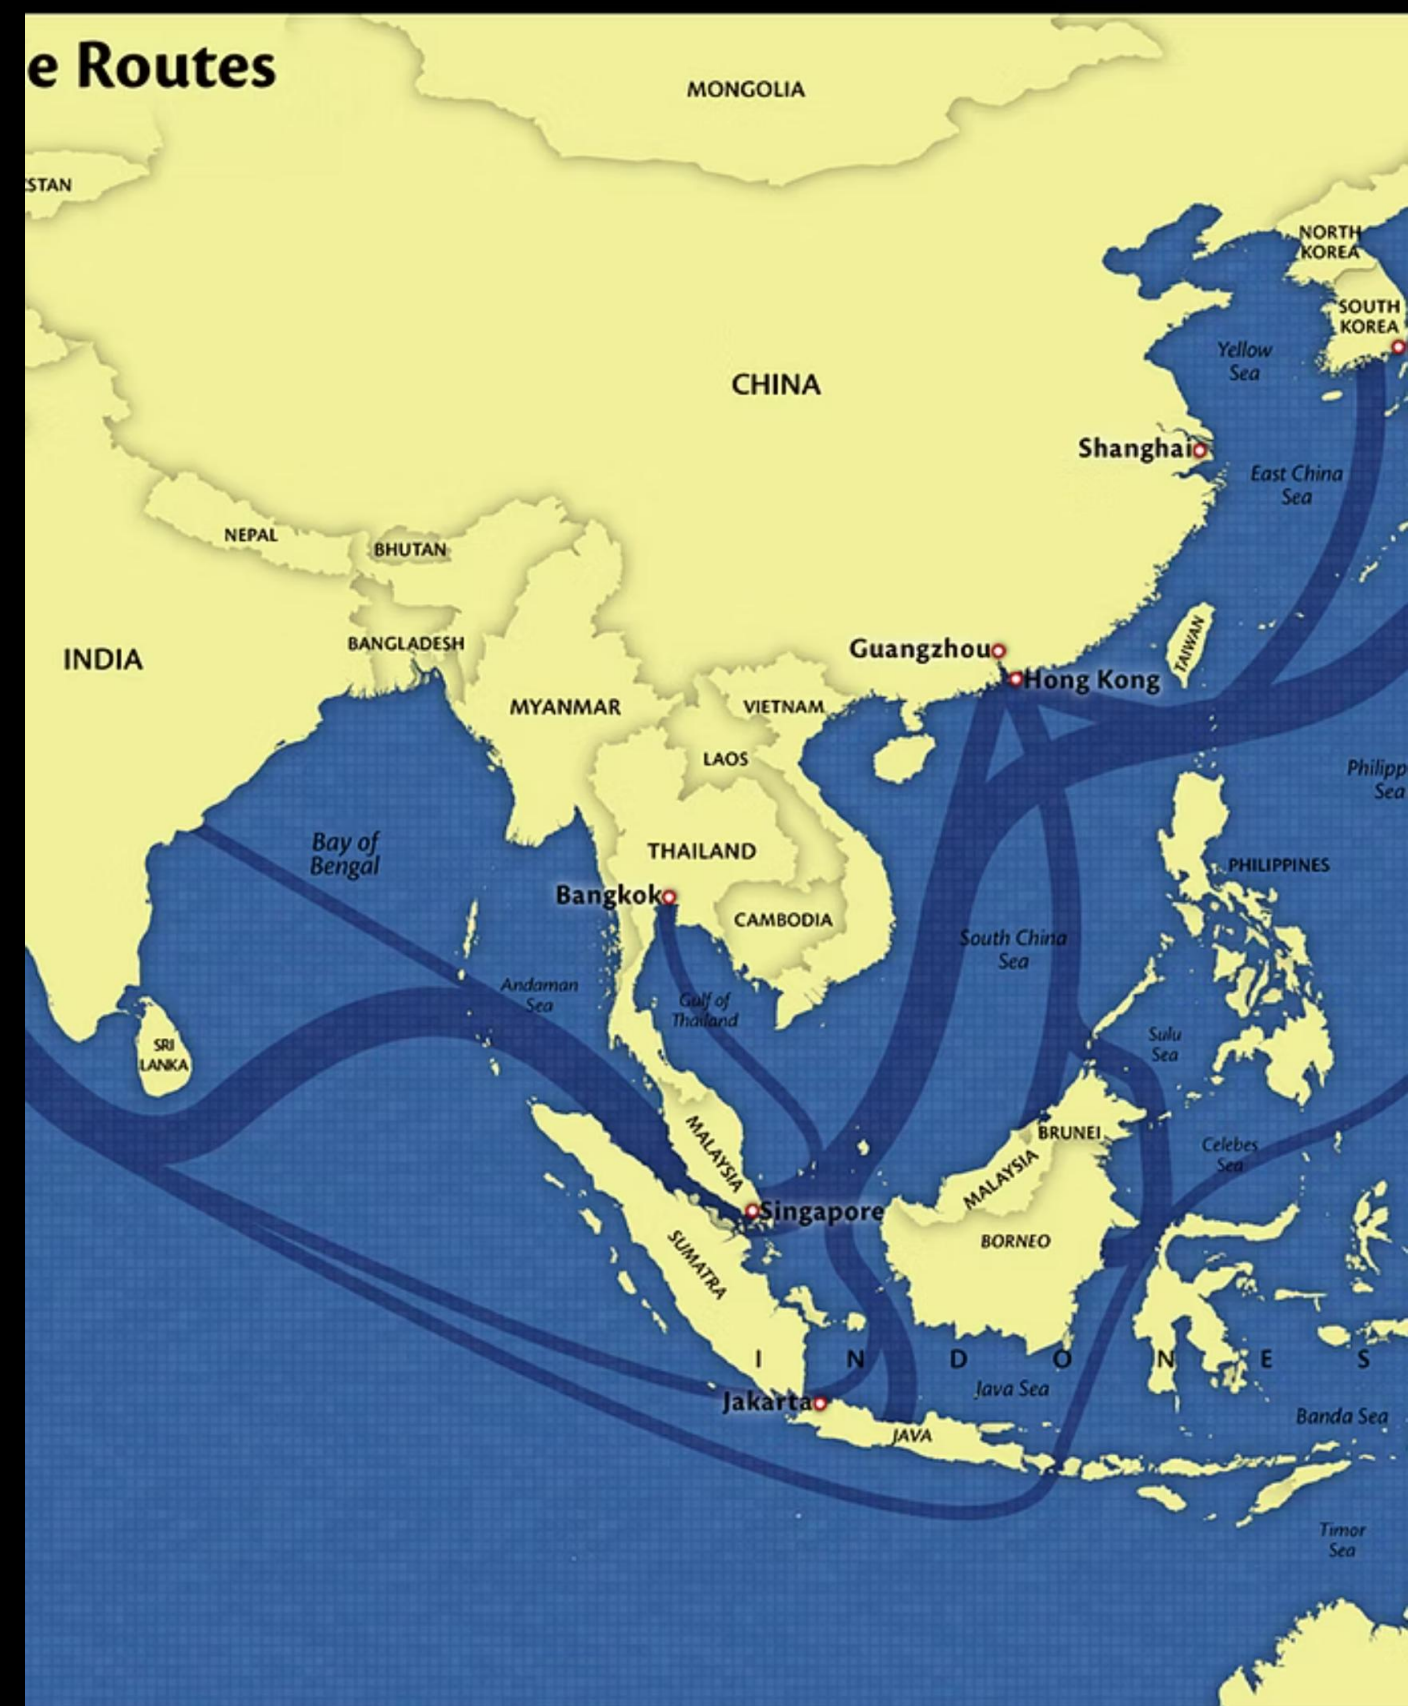 e Routes
MONGOLIA
STAN
NORTH
KOREA
SOUTH
KOREA
Yellow
Sea
CHINA
Shanghai
East China
Sea
NEPAL
BHUTAN
BANGLADESH
INDIA
TAIWAN
Guangzhou
Hong Kong
MYANMAR
VIETNAM
LAOS
Philipp
Sea
Bay of
Bengal
THAILAND
PHILIPPINES
Bangkok
CAMBODIA
South China
Sea
Andaman
Sea
Gulf of
Thailand
SRI
LANKA
Sulu
Sea
MALAYSIA
BRUNEI
Celebes
Sea
MALAYSIA
Singapore
BORNEO
SUMATRA
I N D O N E S
Java Sea
Jakarta
Banda Sea
JAVA
Timor
Sea